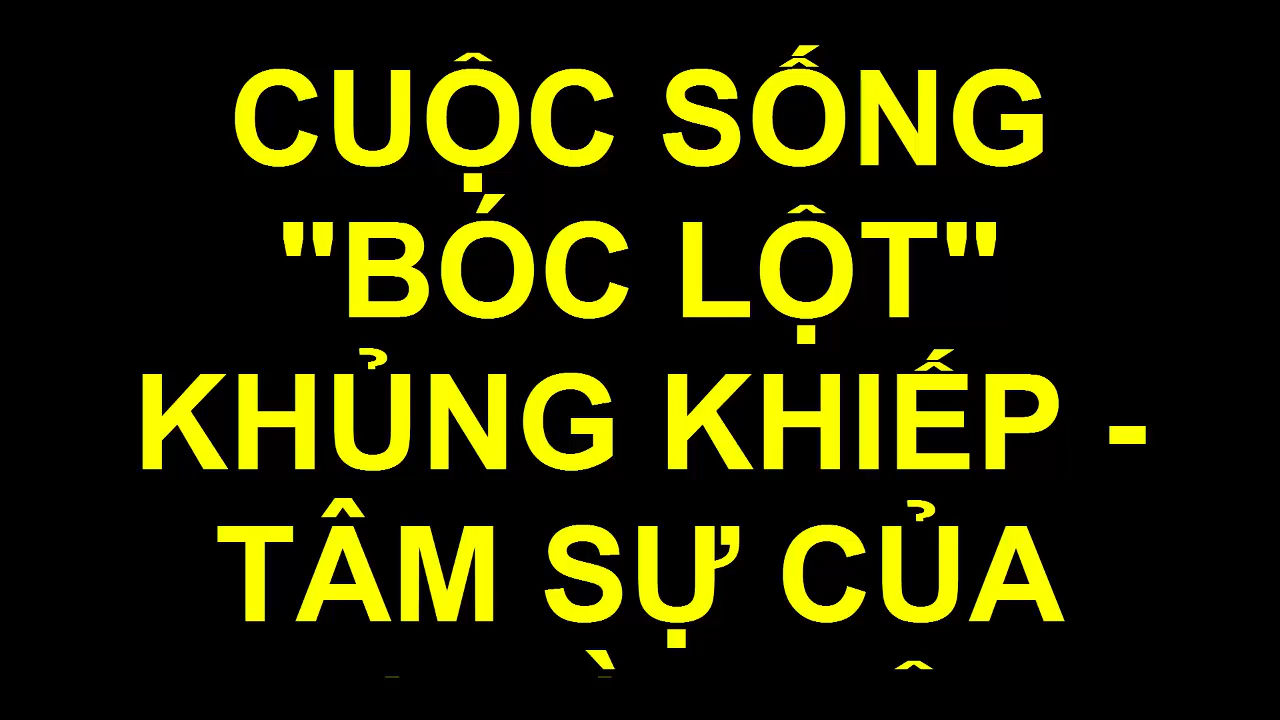 CUỘC SỐNG
"BÓC LỘT"
KHỦNG KHIẾP -
TÂM SỰ CỦA